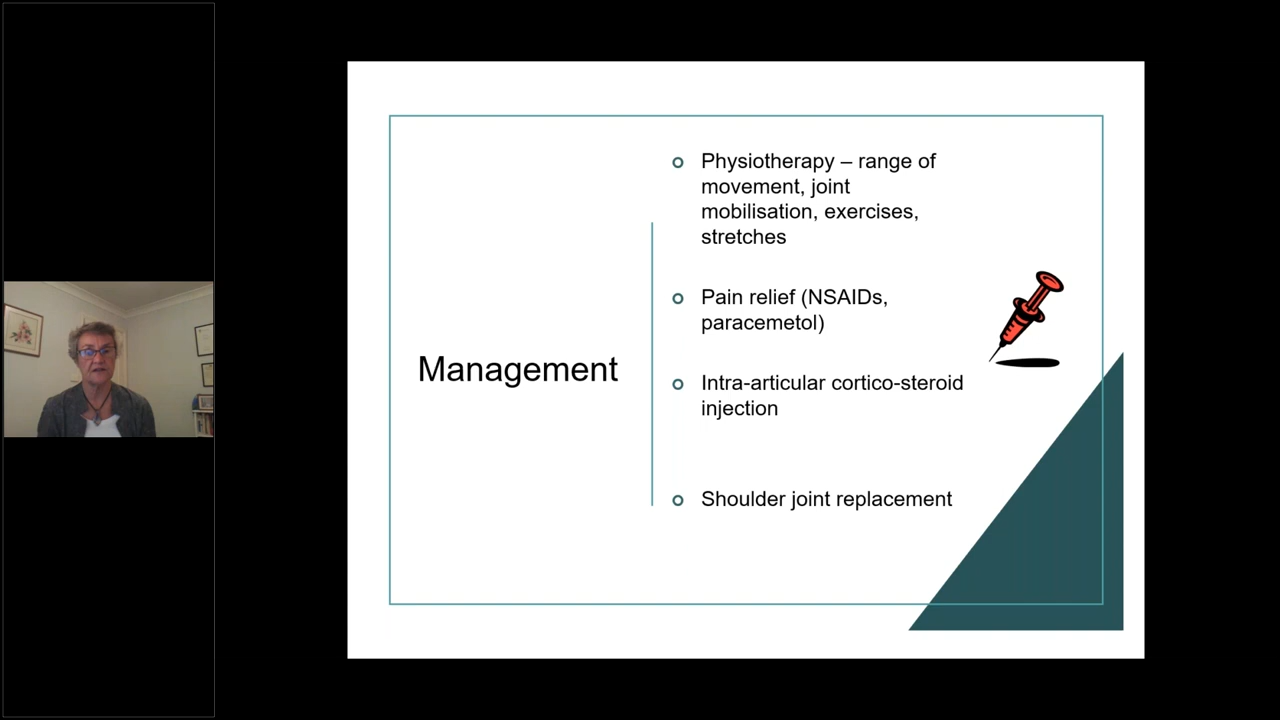 Management
Physiotherapy – range of
movement, joint
mobilisation, exercises,
stretches
Pain relief (NSAIDs,
paracemetol)
Intra-articular cortico-steroid
injection
Shoulder joint replacement